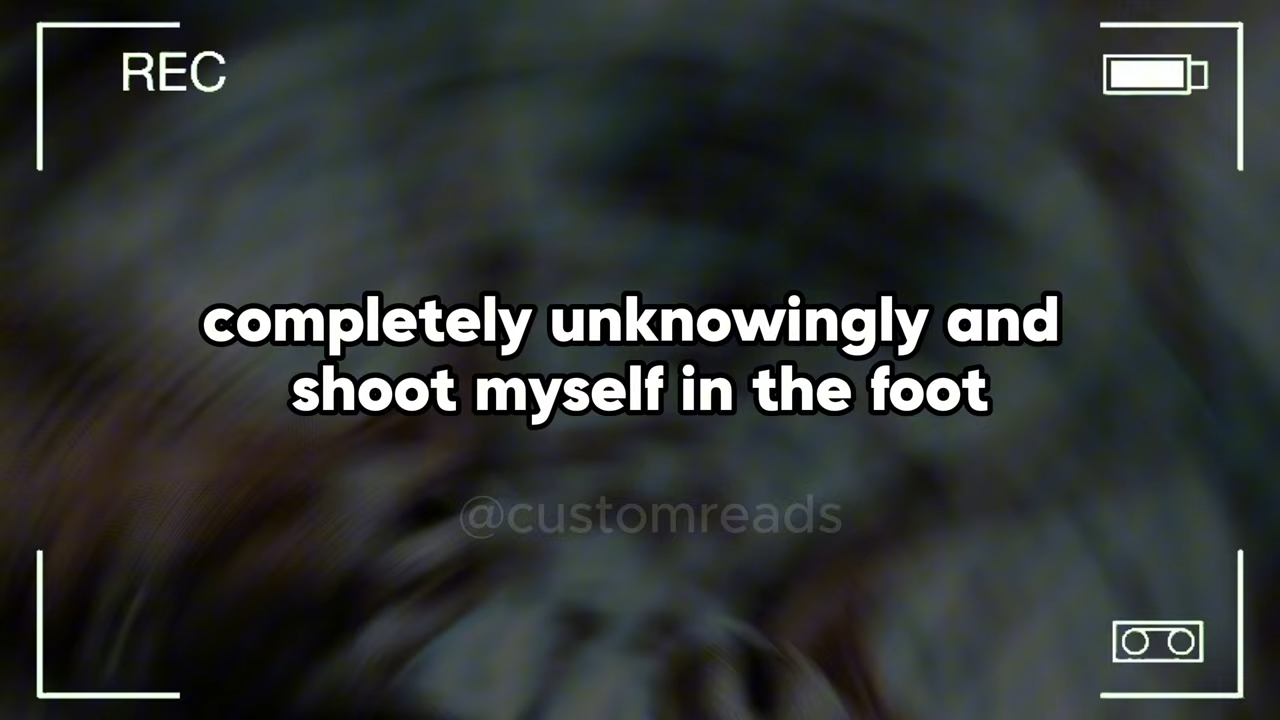 REC
completely unknowingly and
shoot myself in the foot
@customreads